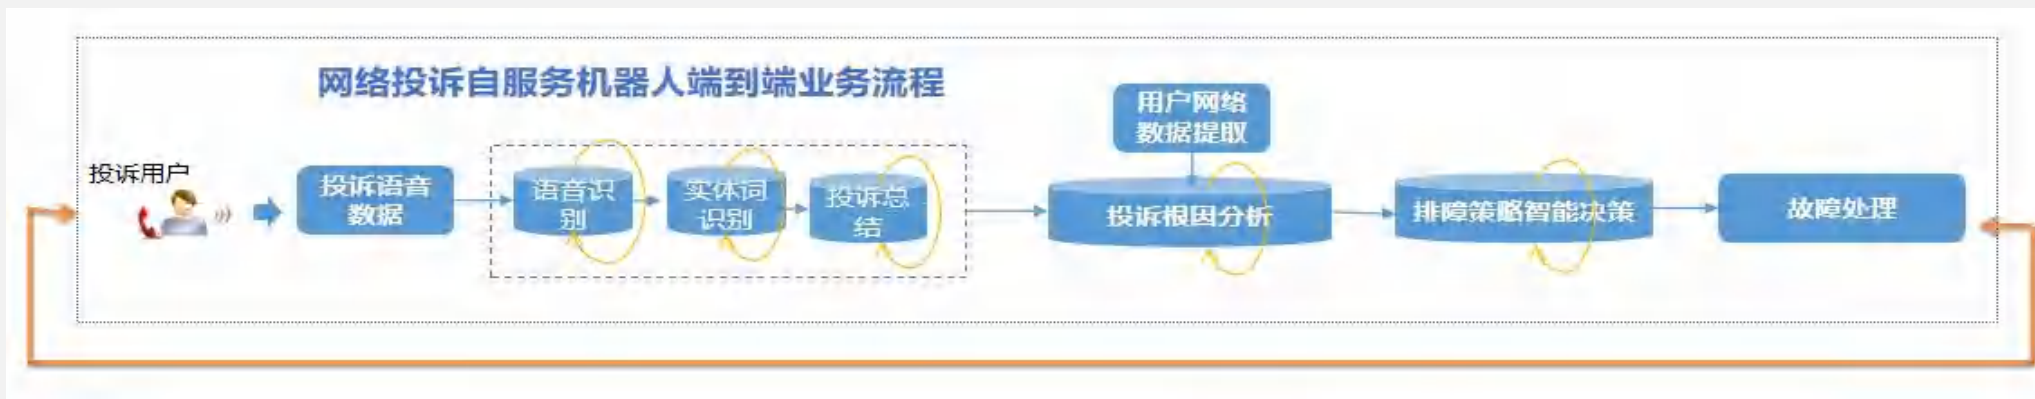 网络投诉自服务机器人端到端业务流程
投诉用户
投诉语音
数据
语音识
别
实体词
识别
投诉总
结
用户网络
数据提取
投诉根因分析
排障策略智能决策
故障处理